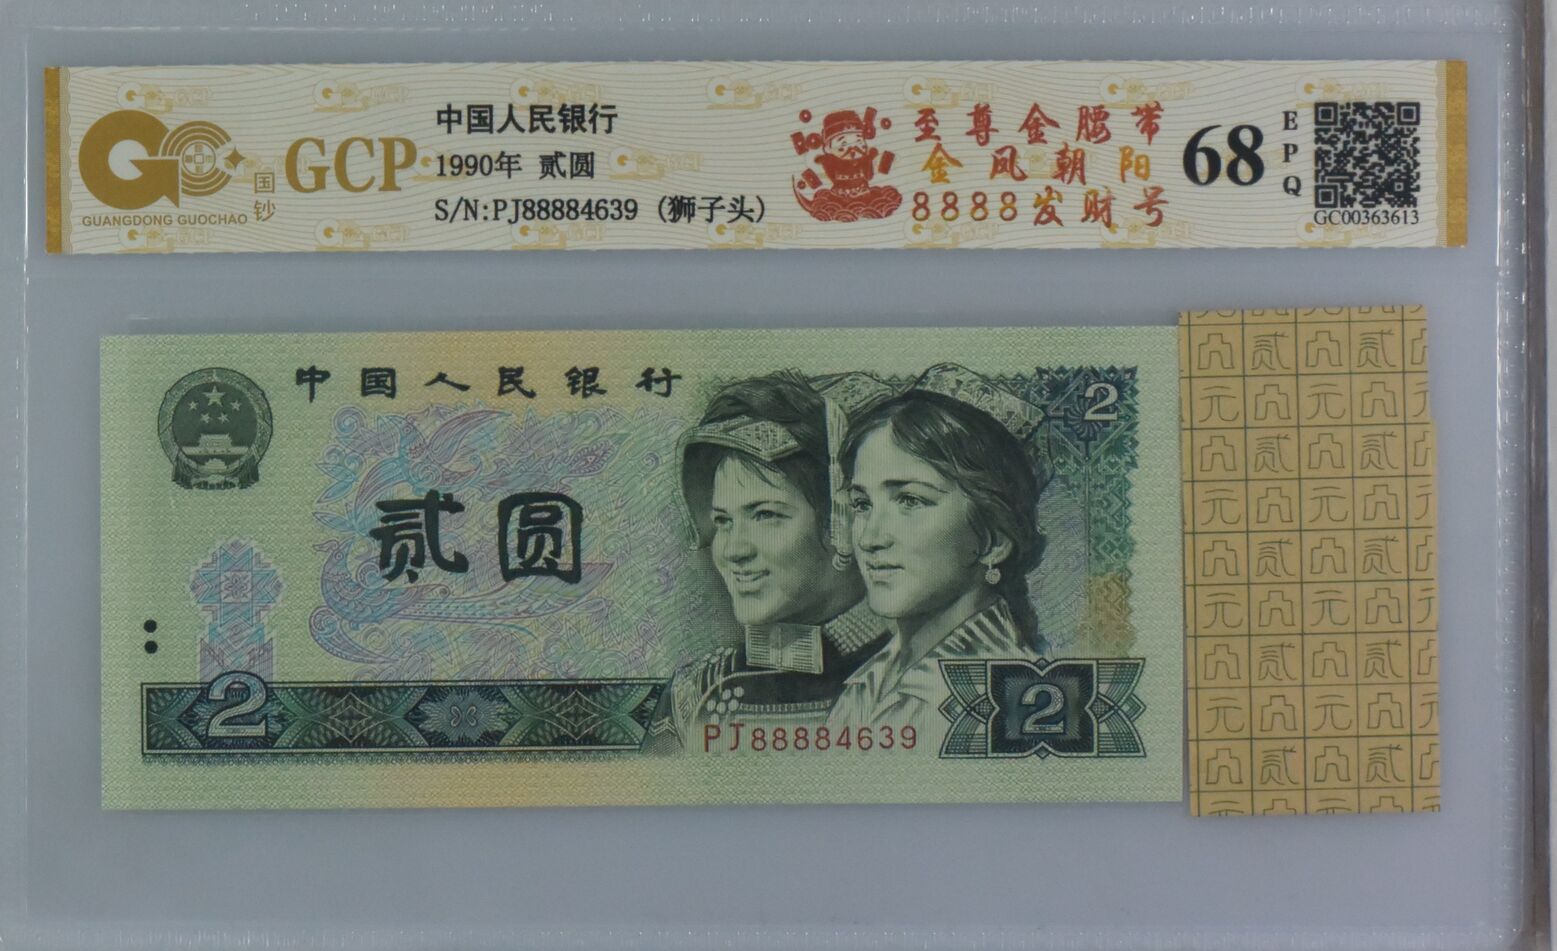 GCP
国钞
GUANGDONG GUOCHAO
中国人民银行
1990年 贰圆
S/N:PJ88884639 (狮子头)
至尊金腰带
金凤朝阳
8888发财号
68
EPQ
GC00363613
中国人民银行
2
贰圆
2
PJ88884639
2